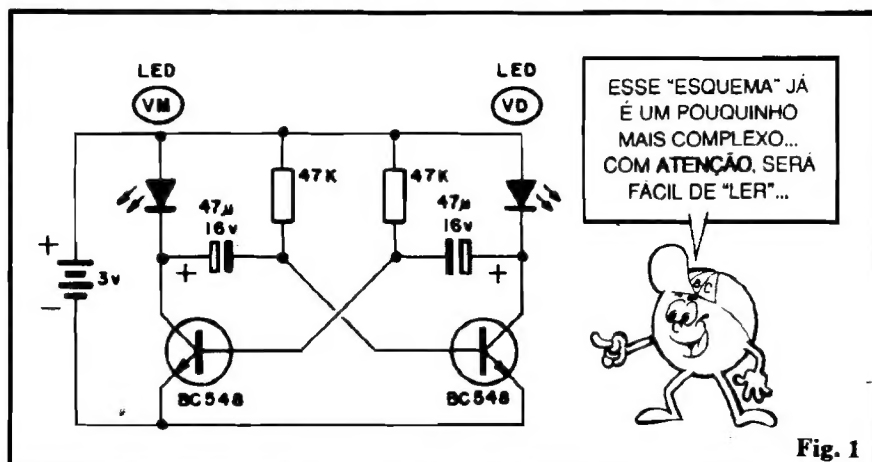 LED
VM
LED
VD
47K
47K
47µ
16v
47µ
16v
+
+
+
-
3v
BC548
BC548
ESSE "ESQUEMA" JÁ
É UM POUQUINHO
MAIS COMPLEXO...
COM ATENÇÃO, SERÁ
FÁCIL DE "LER"...
Fig. 1